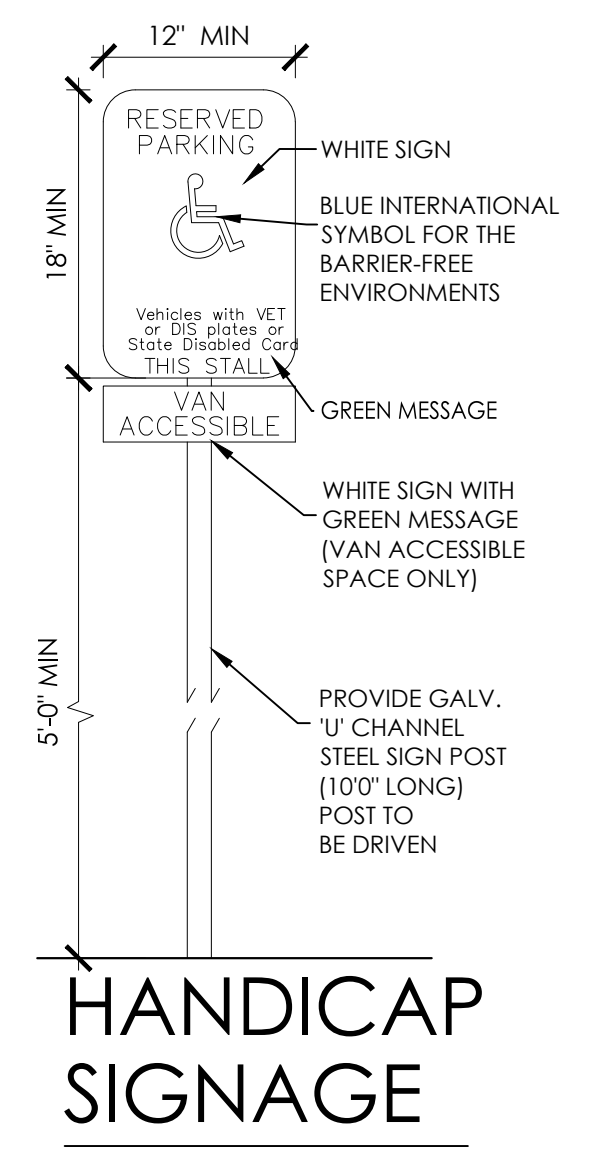 12" MIN
18" MIN
RESERVED
PARKING
WHITE SIGN
BLUE INTERNATIONAL
SYMBOL FOR THE
BARRIER-FREE
ENVIRONMENTS
Vehicles with VET
or DIS plates or
State Disabled Card
THIS STALL
GREEN MESSAGE
VAN
ACCESSIBLE
WHITE SIGN WITH
GREEN MESSAGE
(VAN ACCESSIBLE
SPACE ONLY)
5'-0" MIN
PROVIDE GALV.
'U' CHANNEL
STEEL SIGN POST
(10'0" LONG)
POST TO
BE DRIVEN
HANDICAP
SIGNAGE